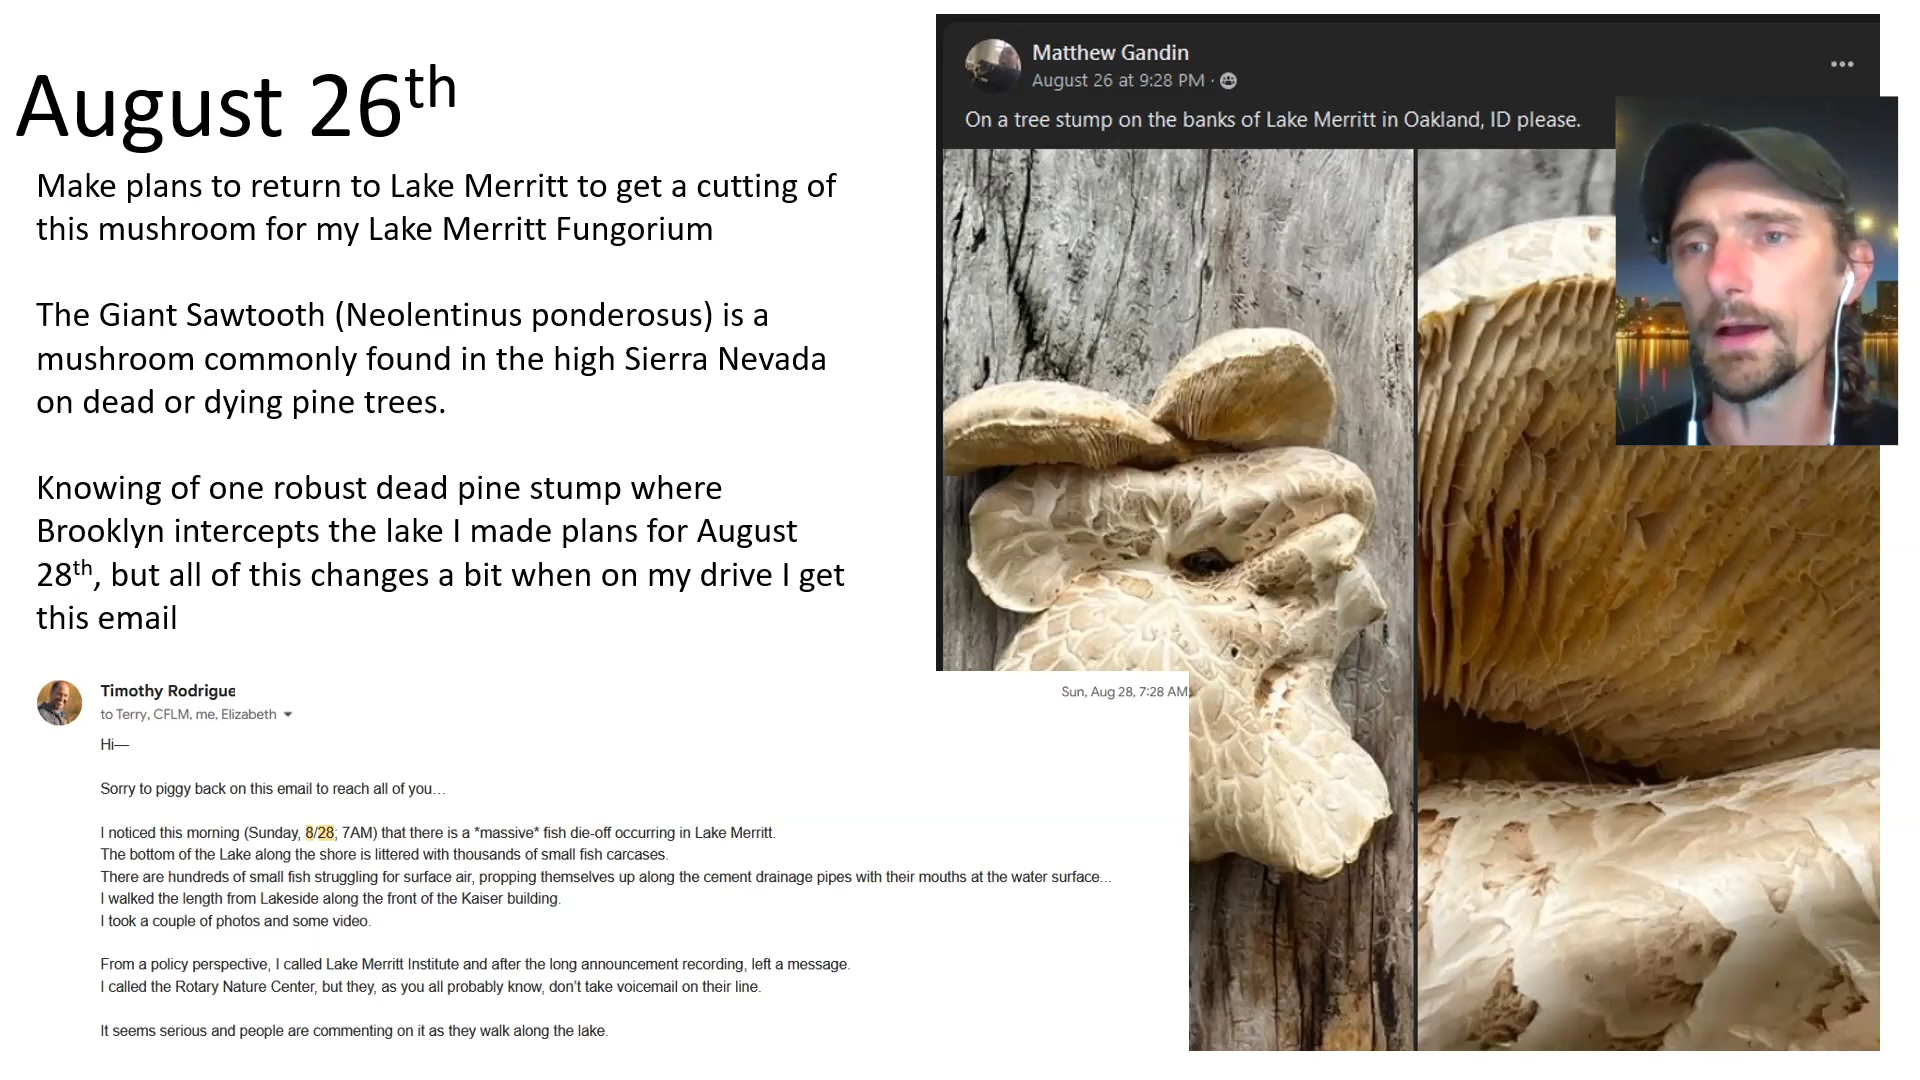 August 26th
Make plans to return to Lake Merritt to get a cutting of
this mushroom for my Lake Merritt Fungorium
The Giant Sawtooth (Neolentinus ponderosus) is a
mushroom commonly found in the high Sierra Nevada
on dead or dying pine trees.
Knowing of one robust dead pine stump where
Brooklyn intercepts the lake I made plans for August
28th, but all of this changes a bit when on my drive I get
this email
Matthew Gandin
August 26 at 9:28 PM ·
On a tree stump on the banks of Lake Merritt in Oakland, ID please.
Timothy Rodrigue
Sun, Aug 28, 7:28 AM
to Terry, CFLM, me, Elizabeth
Hi—
Sorry to piggy back on this email to reach all of you…
I noticed this morning (Sunday, 8/28; 7AM) that there is a *massive* fish die-off occurring in Lake Merritt.
The bottom of the Lake along the shore is littered with thousands of small fish carcases.
There are hundreds of small fish struggling for surface air, propping themselves up along the cement drainage pipes with their mouths at the water surface...
I walked the length from Lakeside along the front of the Kaiser building.
I took a couple of photos and some video.
From a policy perspective, I called Lake Merritt Institute and after the long announcement recording, left a message.
I called the Rotary Nature Center, but they, as you all probably know, don't take voicemail on their line.
It seems serious and people are commenting on it as they walk along the lake.